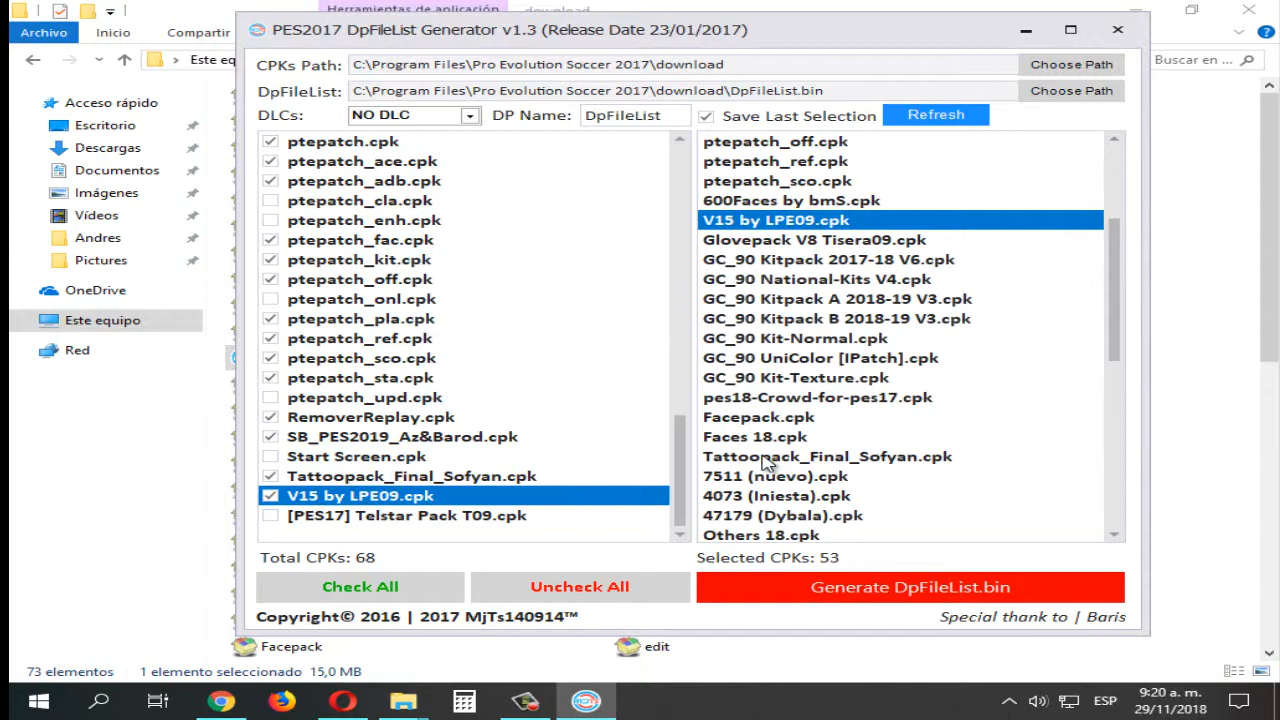 Herramientas de aplicación
download
Archivo
Inicio
Compartir
PES2017 DpFileList Generator v1.3 (Release Date 23/01/2017)
Este eq
Buscar en ...
CPKs Path:
C:\Program Files\Pro Evolution Soccer 2017\download
Choose Path
DpFileList:
C:\Program Files\Pro Evolution Soccer 2017\download\DpFileList.bin
Choose Path
DLCs:
NO DLC
DP Name:
DpFileList
Save Last Selection
Refresh
Acceso rápido
Escritorio
Descargas
Documentos
Imágenes
Vídeos
Andres
Pictures
OneDrive
Este equipo
Red
ptepatch.cpk
ptepatch_ace.cpk
ptepatch_adb.cpk
ptepatch_cla.cpk
ptepatch_enh.cpk
ptepatch_fac.cpk
ptepatch_kit.cpk
ptepatch_off.cpk
ptepatch_onl.cpk
ptepatch_pla.cpk
ptepatch_ref.cpk
ptepatch_sco.cpk
ptepatch_sta.cpk
ptepatch_upd.cpk
RemoverReplay.cpk
SB_PES2019_Az&Barod.cpk
Start Screen.cpk
Tattoopack_Final_Sofyan.cpk
V15 by LPE09.cpk
[PES17] Telstar Pack T09.cpk
ptepatch_off.cpk
ptepatch_ref.cpk
ptepatch_sco.cpk
600Faces by bmS.cpk
V15 by LPE09.cpk
Glovepack V8 Tisera09.cpk
GC_90 Kitpack 2017-18 V6.cpk
GC_90 National-Kits V4.cpk
GC_90 Kitpack A 2018-19 V3.cpk
GC_90 Kitpack B 2018-19 V3.cpk
GC_90 Kit-Normal.cpk
GC_90 UniColor [IPatch].cpk
GC_90 Kit-Texture.cpk
pes18-Crowd-for-pes17.cpk
Facepack.cpk
Faces 18.cpk
Tattoopack_Final_Sofyan.cpk
7511 (nuevo).cpk
4073 (Iniesta).cpk
47179 (Dybala).cpk
Others 18.cpk
Total CPKs: 68
Selected CPKs: 53
Check All
Uncheck All
Generate DpFileList.bin
Copyright© 2016 | 2017 MjTs140914™
Special thank to | Baris
Facepack
edit
73 elementos
1 elemento seleccionado 15,0 MB
ESP
9:20 a. m.
29/11/2018